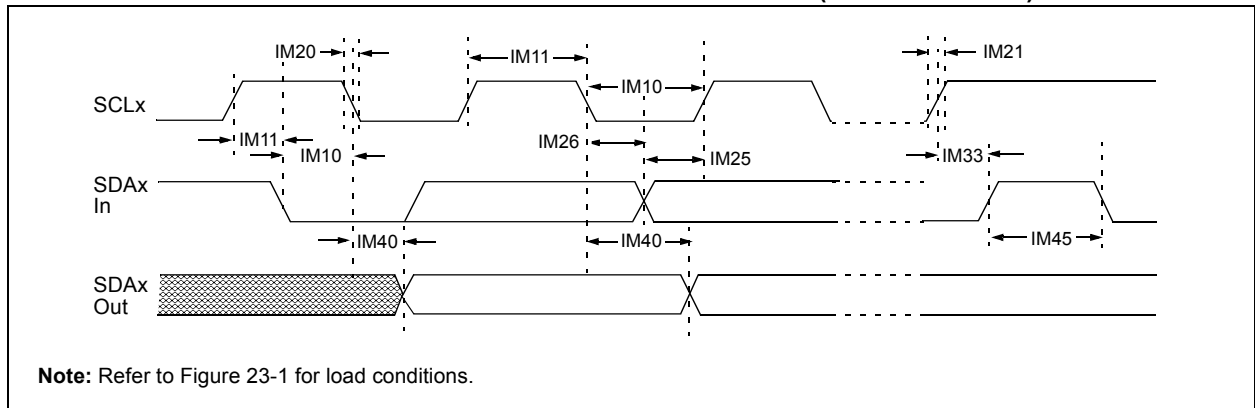 IM20
IM11
IM21
IM10
SCLx
IM11
IM26
IM10
IM25
IM33
SDAx
In
IM40
IM40
IM45
SDAx
Out
Note: Refer to Figure 23-1 for load conditions.